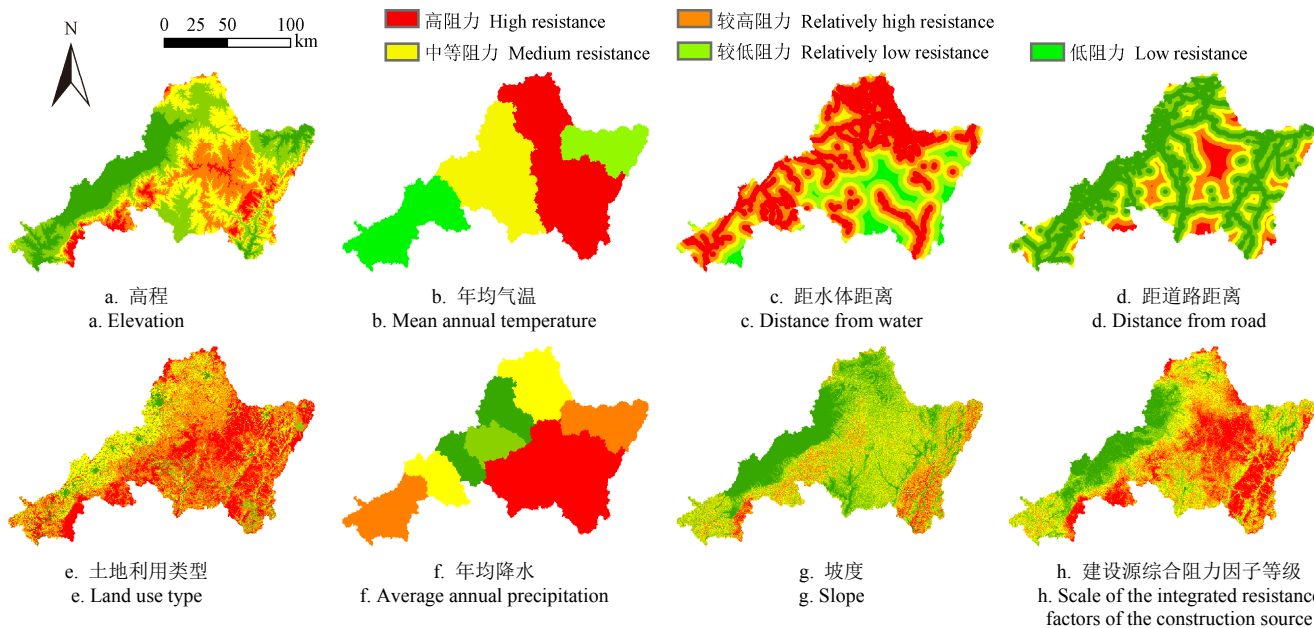 N
0 25 50 100
km
高阻力 High resistance
较高阻力 Relatively high resistance
中等阻力 Medium resistance
较低阻力 Relatively low resistance
低阻力 Low resistance
a. 高程
a. Elevation
b. 年均气温
b. Mean annual temperature
c. 距水体距离
c. Distance from water
d. 距道路距离
d. Distance from road
e. 土地利用类型
e. Land use type
f. 年均降水
f. Average annual precipitation
g. 坡度
g. Slope
h. 建设源综合阻力因子等级
h. Scale of the integrated resistance
factors of the construction source